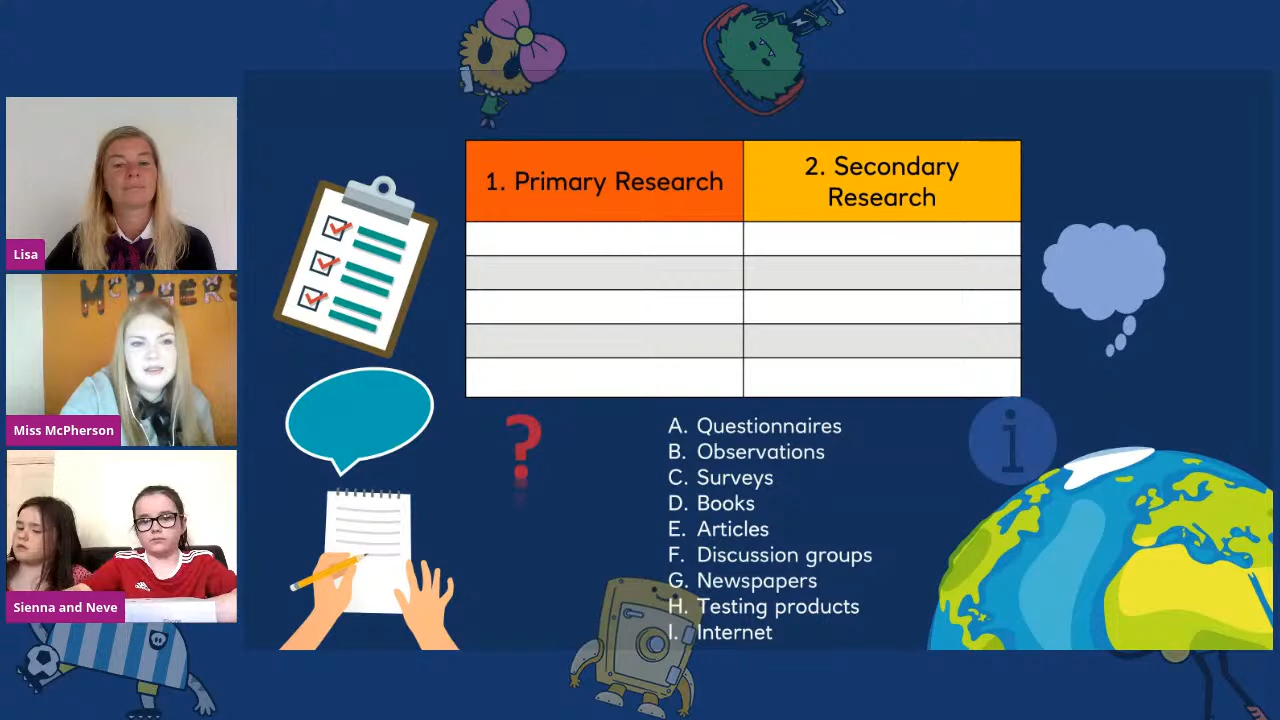 Lisa
McPHERS
Miss McPherson
Sienna and Neve
1. Primary Research
2. Secondary
Research
?
A. Questionnaires
B. Observations
C. Surveys
D. Books
E. Articles
F. Discussion groups
G. Newspapers
H. Testing products
I. Internet
i